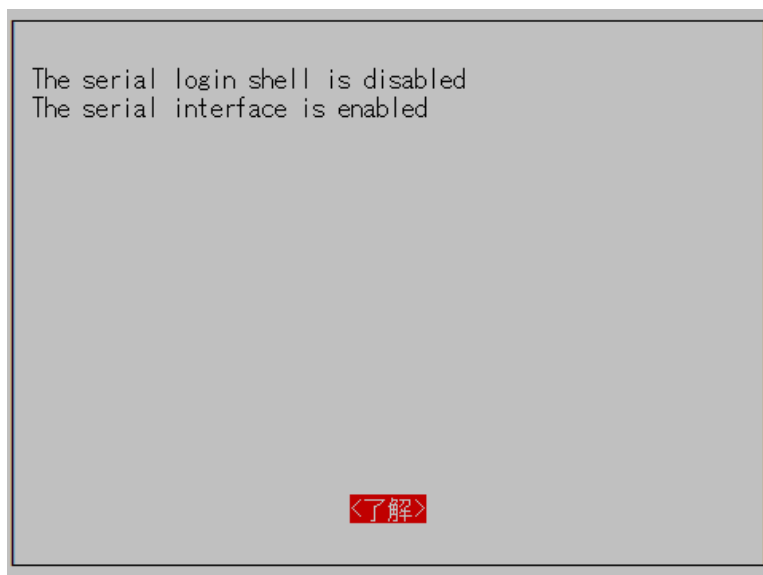 The serial login shell is disabled
The serial interface is enabled
<了解>